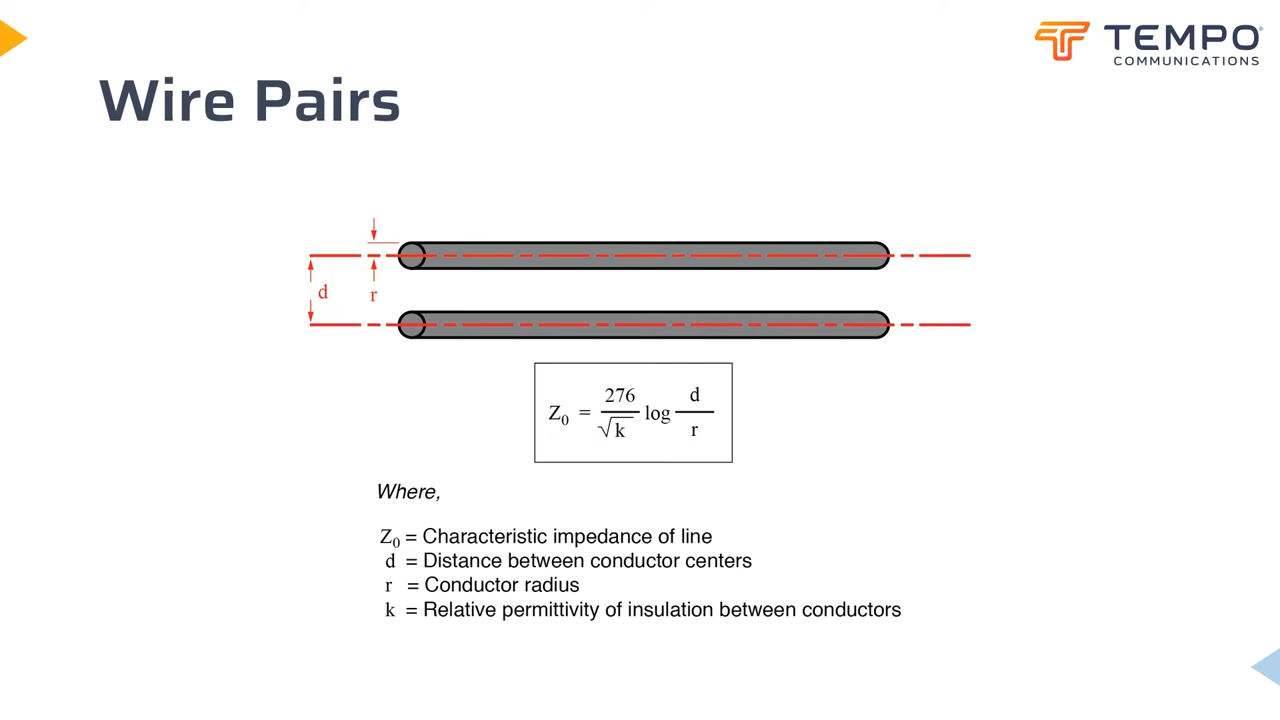 TEMPO®
COMMUNICATIONS
Wire Pairs
d
r
Z₀ = 276/√k log d/r
Where,
Z₀ = Characteristic impedance of line
d = Distance between conductor centers
r = Conductor radius
k = Relative permittivity of insulation between conductors